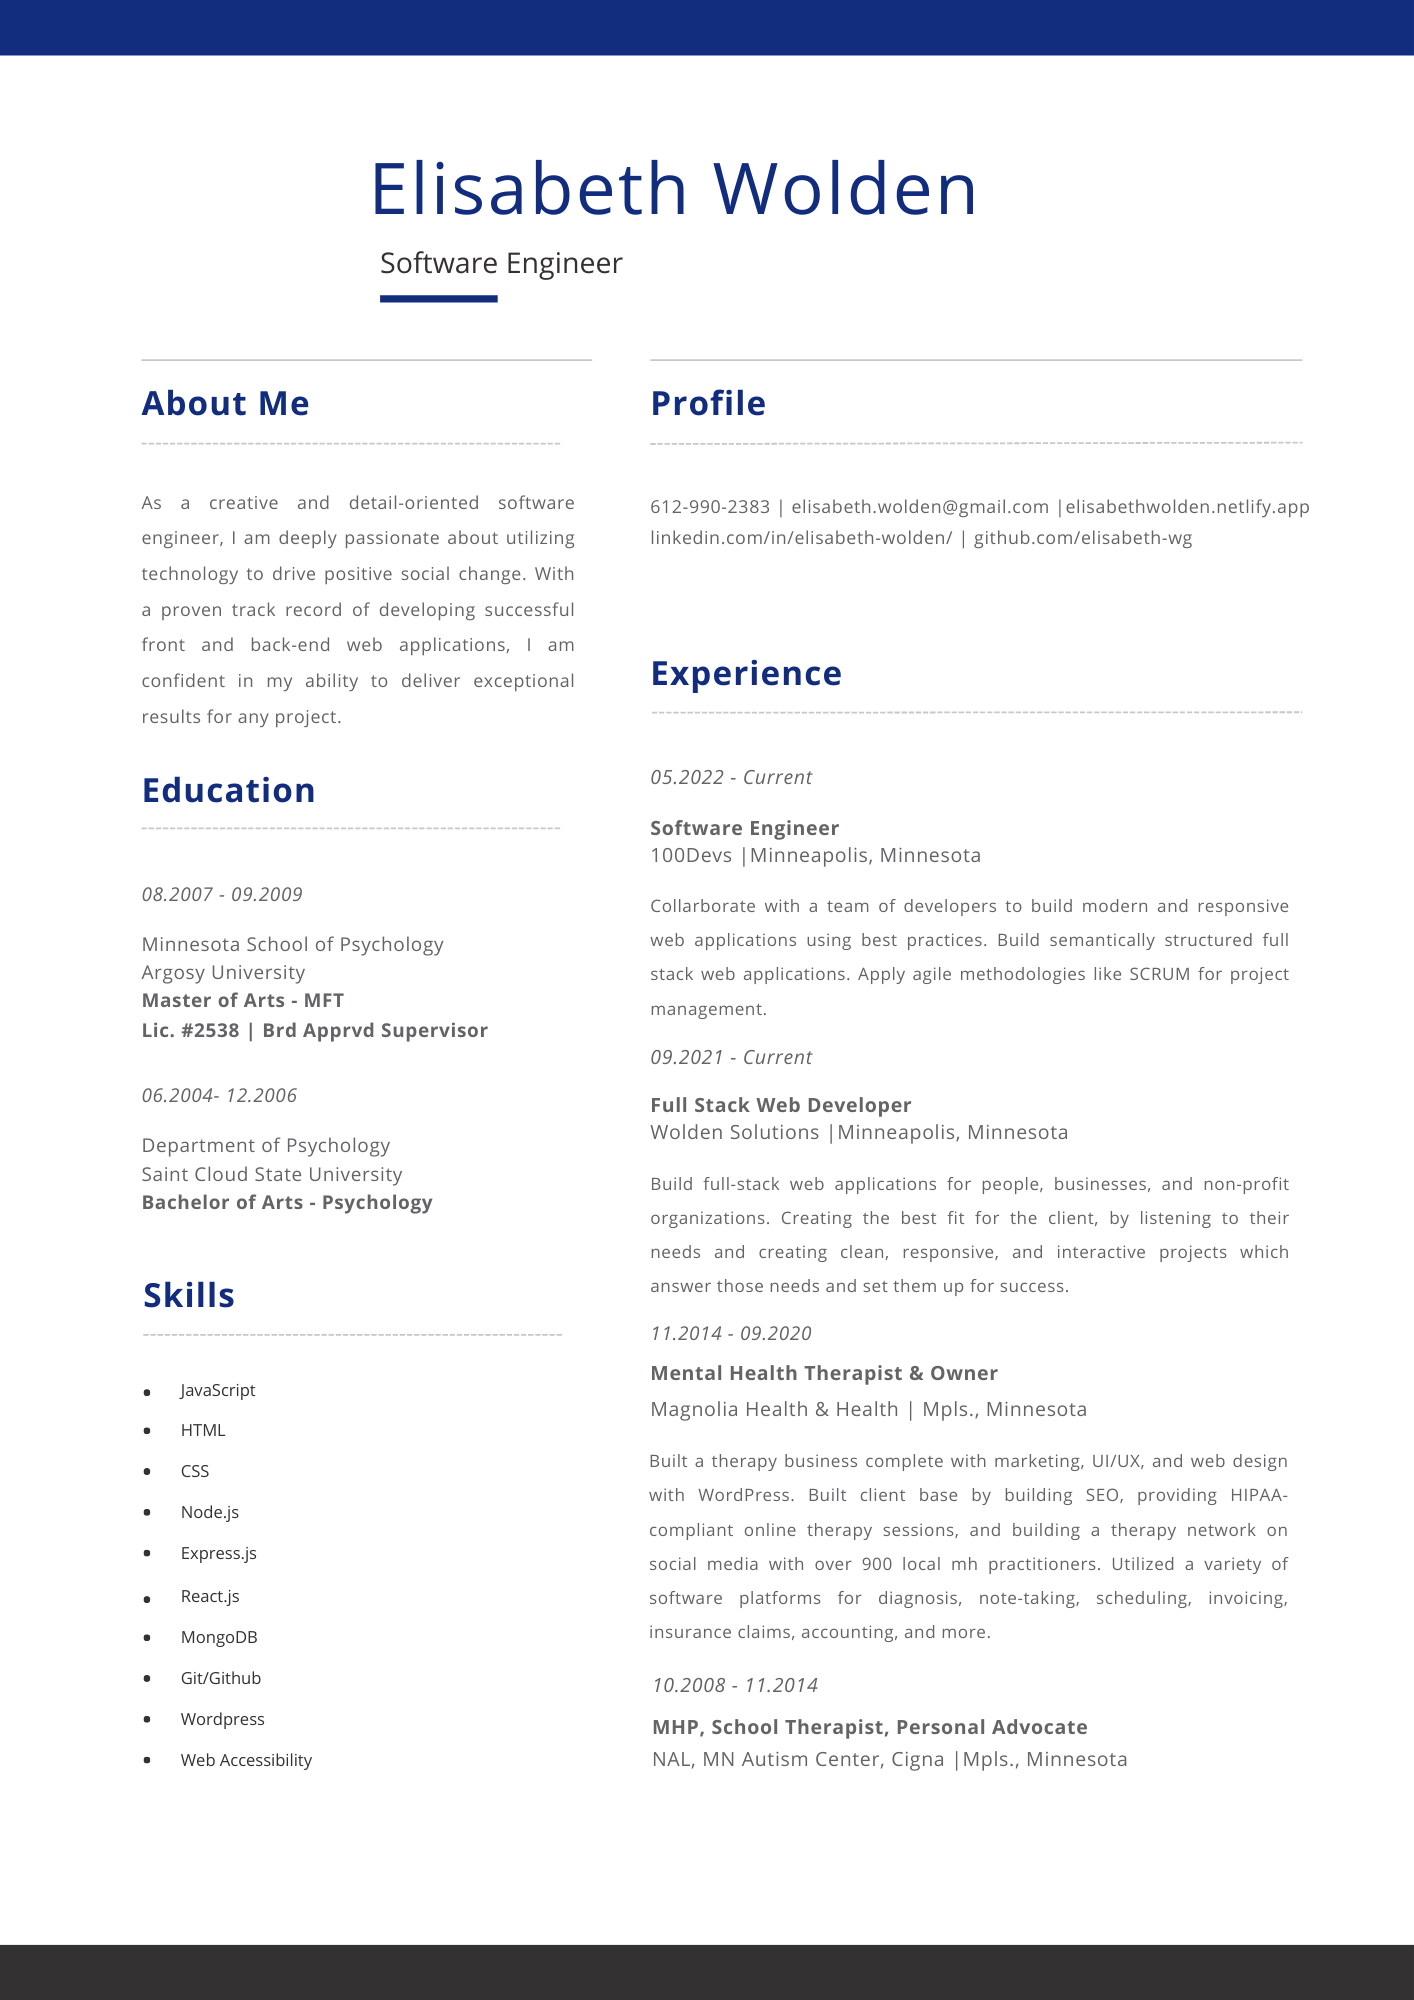 Elisabeth Wolden
Software Engineer
About Me
As a creative and detail-oriented software
engineer, I am deeply passionate about utilizing
technology to drive positive social change. With
a proven track record of developing successful
front and back-end web applications, I am
confident in my ability to deliver exceptional
results for any project.
Education
08.2007 - 09.2009
Minnesota School of Psychology
Argosy University
Master of Arts - MFT
Lic. #2538 | Brd Apprvd Supervisor
06.2004- 12.2006
Department of Psychology
Saint Cloud State University
Bachelor of Arts - Psychology
Skills
• JavaScript
• HTML
• CSS
• Node.js
• Express.js
• React.js
• MongoDB
• Git/Github
• Wordpress
• Web Accessibility
Profile
612-990-2383 | elisabeth.wolden@gmail.com |elisabethwolden.netlify.app
linkedin.com/in/elisabeth-wolden/ | github.com/elisabeth-wg
Experience
05.2022 - Current
Software Engineer
100Devs |Minneapolis, Minnesota
Collarborate with a team of developers to build modern and responsive
web applications using best practices. Build semantically structured full
stack web applications. Apply agile methodologies like SCRUM for project
management.
09.2021 - Current
Full Stack Web Developer
Wolden Solutions |Minneapolis, Minnesota
Build full-stack web applications for people, businesses, and non-profit
organizations. Creating the best fit for the client, by listening to their
needs and creating clean, responsive, and interactive projects which
answer those needs and set them up for success.
11.2014 - 09.2020
Mental Health Therapist & Owner
Magnolia Health & Health | Mpls., Minnesota
Built a therapy business complete with marketing, UI/UX, and web design
with WordPress. Built client base by building SEO, providing HIPAA-
compliant online therapy sessions, and building a therapy network on
social media with over 900 local mh practitioners. Utilized a variety of
software platforms for diagnosis, note-taking, scheduling, invoicing,
insurance claims, accounting, and more.
10.2008 - 11.2014
MHP, School Therapist, Personal Advocate
NAL, MN Autism Center, Cigna |Mpls., Minnesota